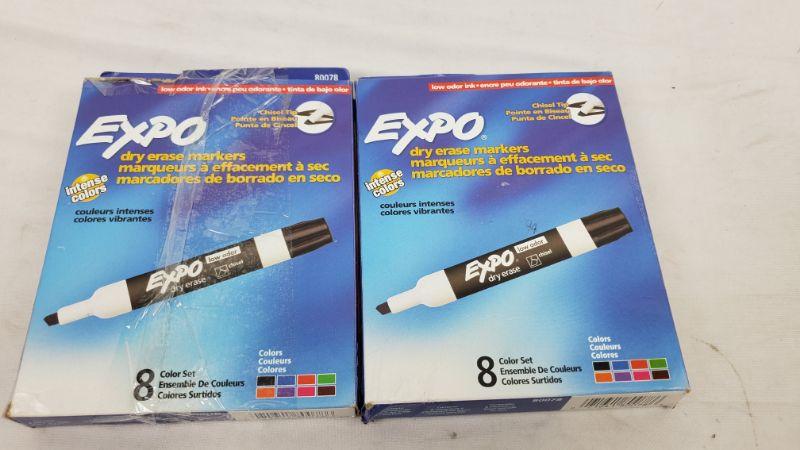 80078
low odor ink • encre peu odorante • tinta de bajo olor
Chisel Tip
Pointe en Biseau
Punta de Cincel
EXPO
dry erase markers
marqueurs à effacement à sec
marcadores de borrado en seco
intense
colors
couleurs intenses
colores vibrantes
EXPO
low odor
dry erase
chisel
8 Color Set
Ensemble De Couleurs
Colores Surtidos
Colors
Couleurs
Colores
low odor ink • encre peu odorante • tinta de bajo olor
Chisel Tip
Pointe en Biseau
Punta de Cincel
EXPO®
dry erase markers
marqueurs à effacement à sec
marcadores de borrado en seco
intense
colors
couleurs intenses
colores vibrantes
EXPO
low odor
dry erase
chisel
8 Color Set
Ensemble De Couleurs
Colores Surtidos
Colors
Couleurs
Colores
80078